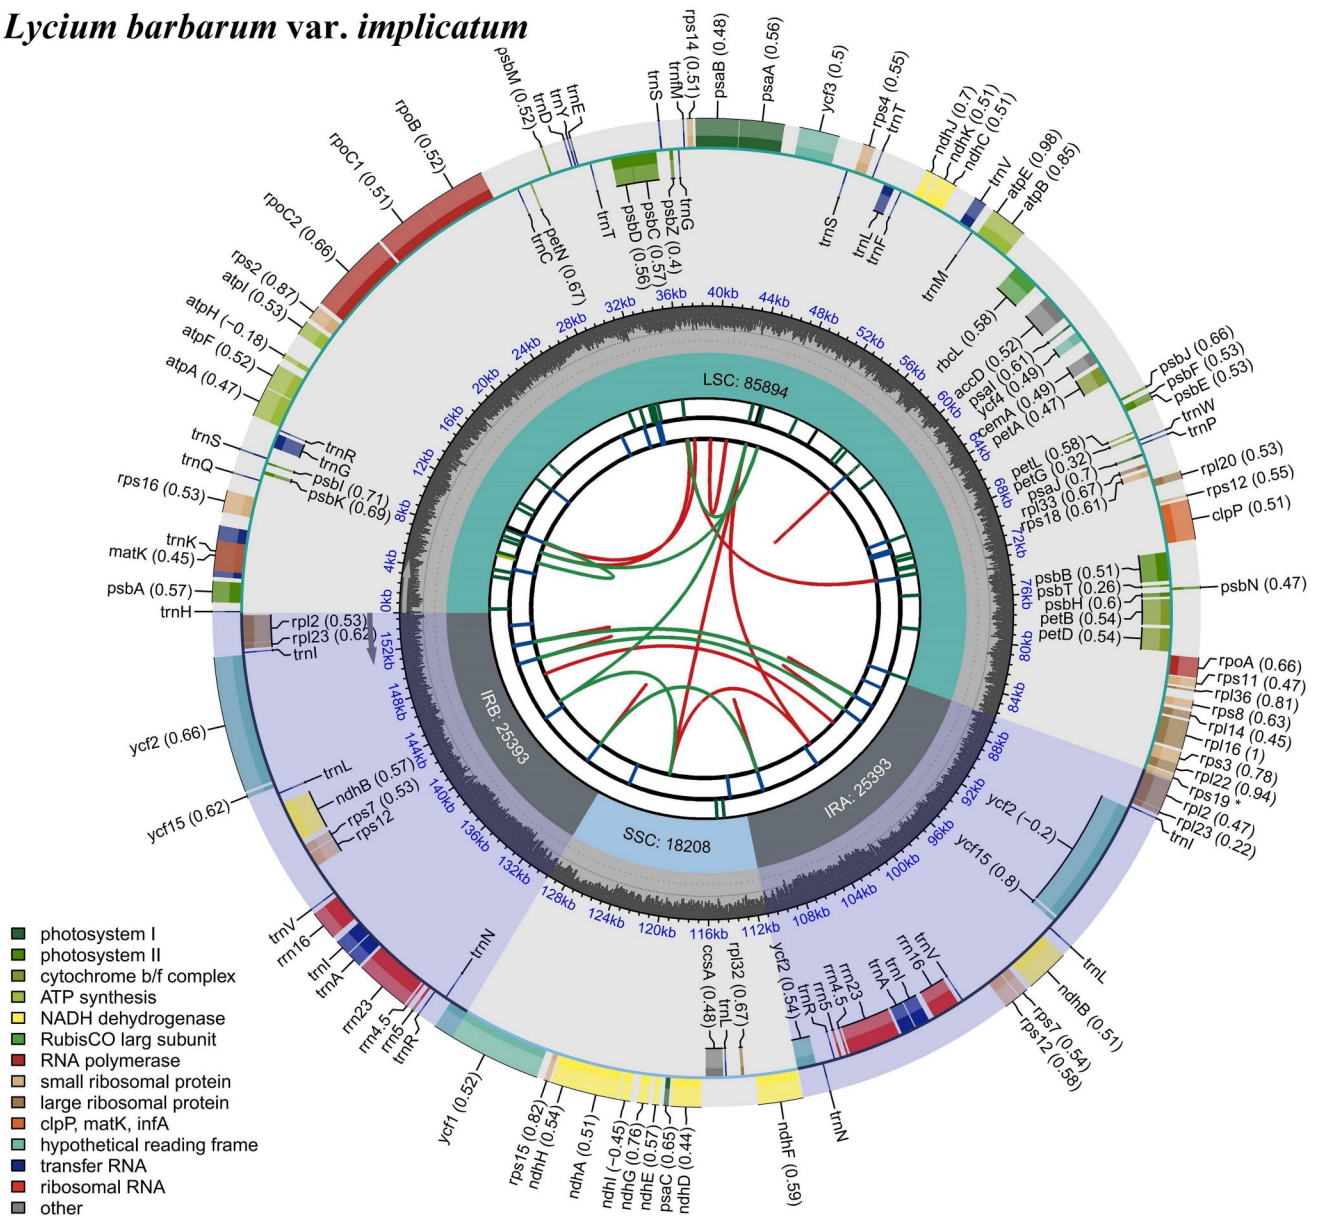 Lycium barbarum var. implicatum
psbM (0.52)
trnD
trnY
trnE
trnS
trnfM
rps14 (0.51)
psaB (0.48)
psaA (0.56)
ycf3 (0.5)
rps4 (0.55)
trnT
ndhJ (0.7)
ndhK (0.51)
ndhC (0.51)
trnV
atpE (0.98)
atpB (0.85)
rpoB (0.52)
rpoC1 (0.51)
rpoC2 (0.66)
rps2 (0.87)
atpI (0.53)
atpH (−0.18)
atpF (0.52)
atpA (0.47)
trnS
trnQ
rps16 (0.53)
trnK
matK (0.45)
psbA (0.57)
trnH
trnR
trnG
psbI (0.71)
psbK (0.69)
trnC
petN (0.67)
trnT
psbD (0.56)
psbC (0.57)
psbZ (0.4)
trnG
trnS
trnL
trnF
trnM
rbcL (0.58)
accD (0.52)
psaI (0.61)
ycf4 (0.49)
cemA (0.49)
petA (0.47)
psbJ (0.66)
psbF (0.53)
psbE (0.53)
trnW
trnP
petL (0.58)
petG (0.32)
psaJ (0.7)
rpl33 (0.67)
rps18 (0.61)
rpl20 (0.53)
rps12 (0.55)
clpP (0.51)
psbB (0.51)
psbT (0.26)
psbH (0.6)
petB (0.54)
petD (0.54)
psbN (0.47)
rpoA (0.66)
rps11 (0.47)
rpl36 (0.81)
rps8 (0.63)
rpl14 (0.45)
rpl16 (1)
rps3 (0.78)
rpl22 (0.94)
rps19 *
rpl2 (0.47)
rpl23 (0.22)
trnI
0kb
4kb
8kb
12kb
16kb
20kb
24kb
28kb
32kb
36kb
40kb
44kb
48kb
52kb
56kb
60kb
64kb
68kb
72kb
76kb
80kb
84kb
88kb
92kb
96kb
100kb
104kb
108kb
112kb
116kb
120kb
124kb
128kb
132kb
136kb
140kb
144kb
148kb
152kb
LSC: 85894
IRB: 25393
SSC: 18208
IRA: 25393
rpl2 (0.53)
rpl23 (0.62)
trnI
ycf2 (0.66)
ycf15 (0.62)
trnL
ndhB (0.57)
rps7 (0.53)
rps12
trnV
rrn16
trnI
trnA
rrn23
rrn4.5
rrn5
trnR
trnN
ycf1 (0.52)
rps15 (0.82)
ndhH (0.54)
ndhA (0.51)
ndhI (−0.45)
ndhG (0.76)
ndhE (0.57)
psaC (0.65)
ndhD (0.44)
ccsA (0.48)
trnL
rpl32 (0.67)
ndhF (0.59)
ycf2 (0.54)
trnN
trnR
rrn5
rrn4.5
rrn23
trnA
trnI
rrn16
trnV
rps12 (0.58)
rps7 (0.54)
ndhB (0.51)
trnL
ycf15 (0.8)
ycf2 (−0.2)
photosystem I
photosystem II
cytochrome b/f complex
ATP synthesis
NADH dehydrogenase
RubisCO larg subunit
RNA polymerase
small ribosomal protein
large ribosomal protein
clpP, matK, infA
hypothetical reading frame
transfer RNA
ribosomal RNA
other